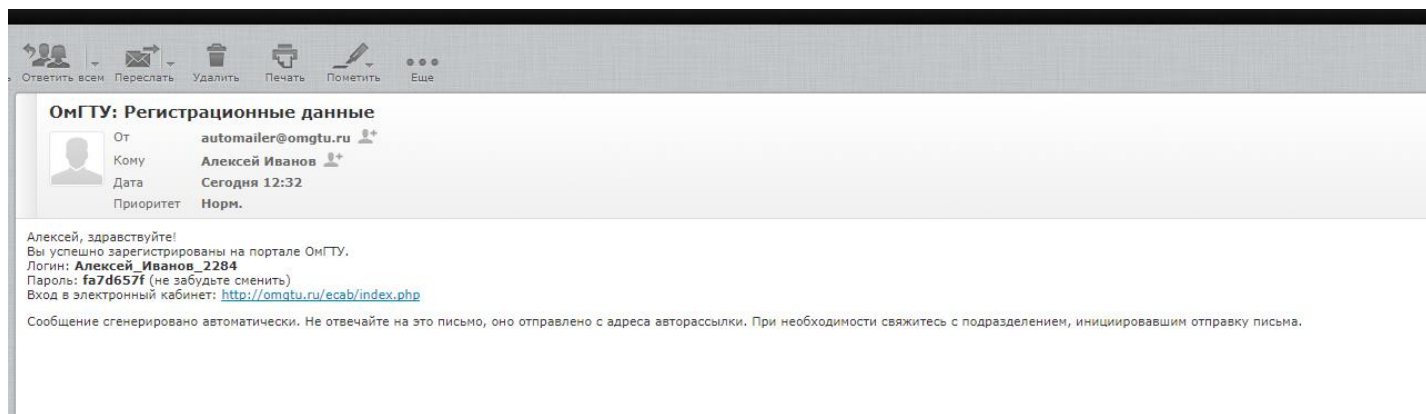 Ответить всем Переслать Удалить Печать Пометить Еще
ОмГТУ: Регистрационные данные
От automailer@omgtu.ru
Кому Алексей Иванов
Дата Сегодня 12:32
Приоритет Норм.
Алексей, здравствуйте!
Вы успешно зарегистрированы на портале ОмГТУ.
Логин: Алексей_Иванов_2284
Пароль: fa7d657f (не забудьте сменить)
Вход в электронный кабинет: http://omgtu.ru/ecab/index.php
Сообщение сгенерировано автоматически. Не отвечайте на это письмо, оно отправлено с адреса авторассылки. При необходимости свяжитесь с подразделением, инициировавшим отправку письма.